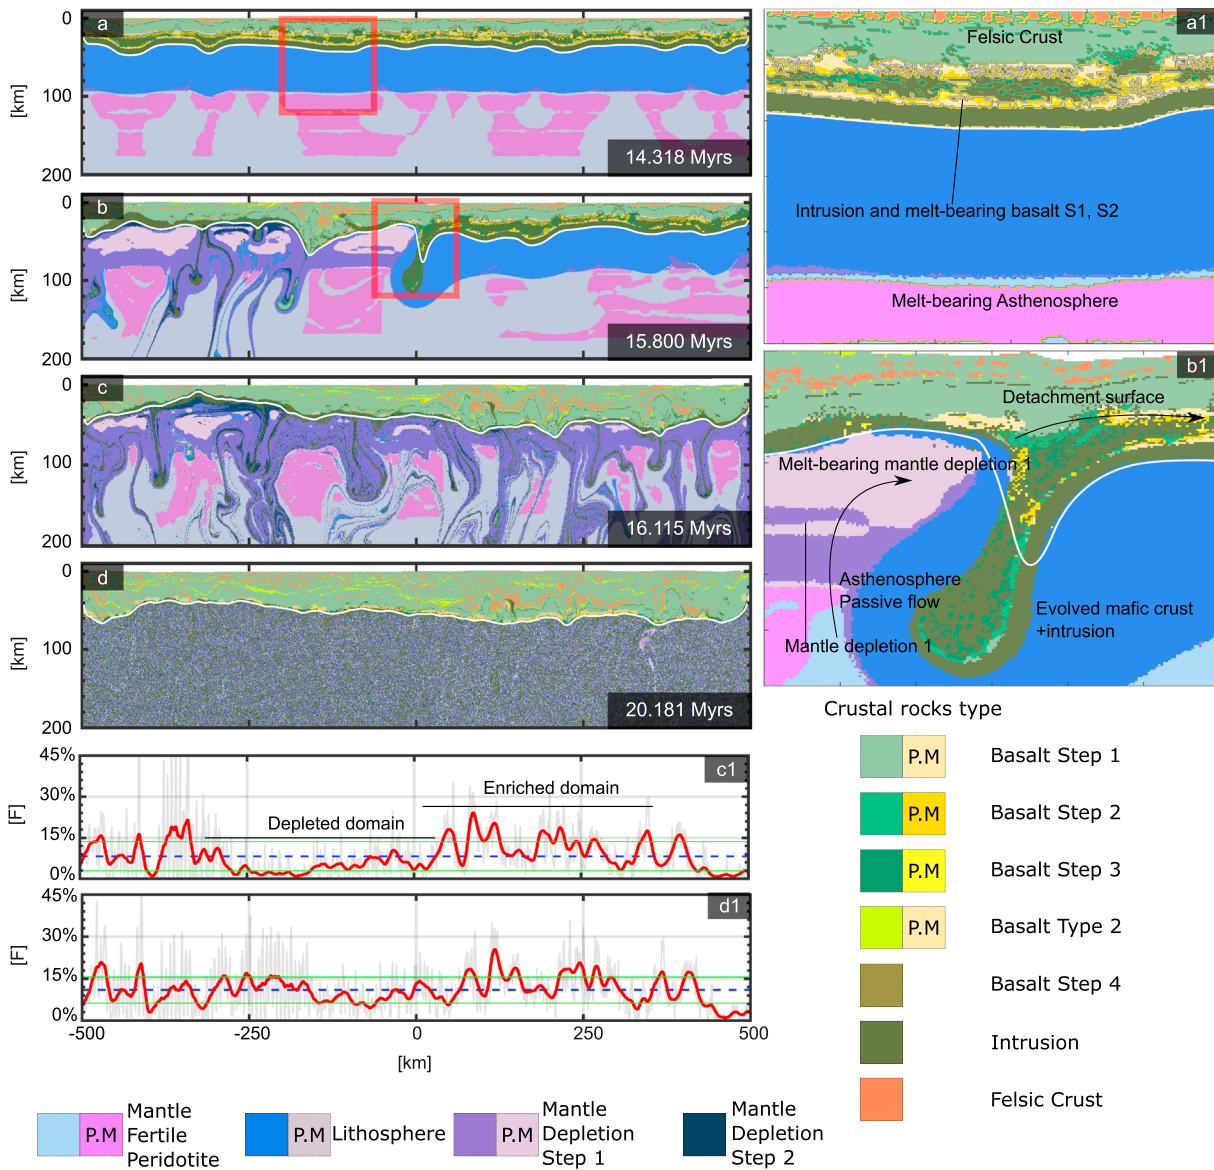 a
0
100
200
[km]
14.318 Myrs
b
0
100
200
[km]
15.800 Myrs
c
0
100
200
[km]
16.115 Myrs
d
0
100
200
[km]
20.181 Myrs
c1
45%
30%
15%
0%
[F]
Enriched domain
Depleted domain
d1
45%
30%
15%
0%
[F]
-500 -250 0 250 500
[km]
a1
Felsic Crust
Intrusion and melt-bearing basalt S1, S2
Melt-bearing Asthenosphere
b1
Detachment surface
Melt-bearing mantle depletion 1
Asthenosphere
Passive flow
Evolved mafic crust
+intrusion
Mantle depletion 1
Crustal rocks type
P.M Basalt Step 1
P.M Basalt Step 2
P.M Basalt Step 3
P.M Basalt Type 2
Basalt Step 4
Intrusion
Felsic Crust
P.M Mantle
Fertile
Peridotite
P.M Lithosphere
P.M Mantle
Depletion
Step 1
Mantle
Depletion
Step 2